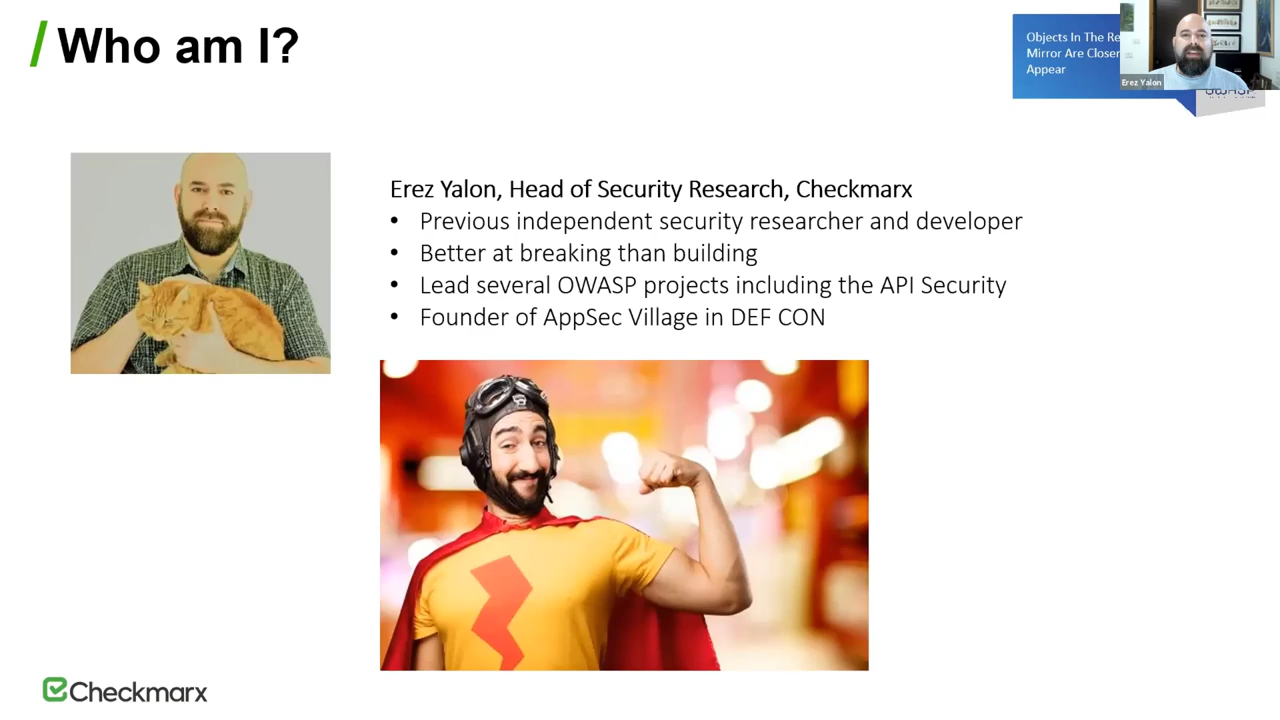 Who am I?
Objects In The Re
Mirror Are Closer
Appear
Erez Yalon
Erez Yalon, Head of Security Research, Checkmarx
• Previous independent security researcher and developer
• Better at breaking than building
• Lead several OWASP projects including the API Security
• Founder of AppSec Village in DEF CON
Checkmarx